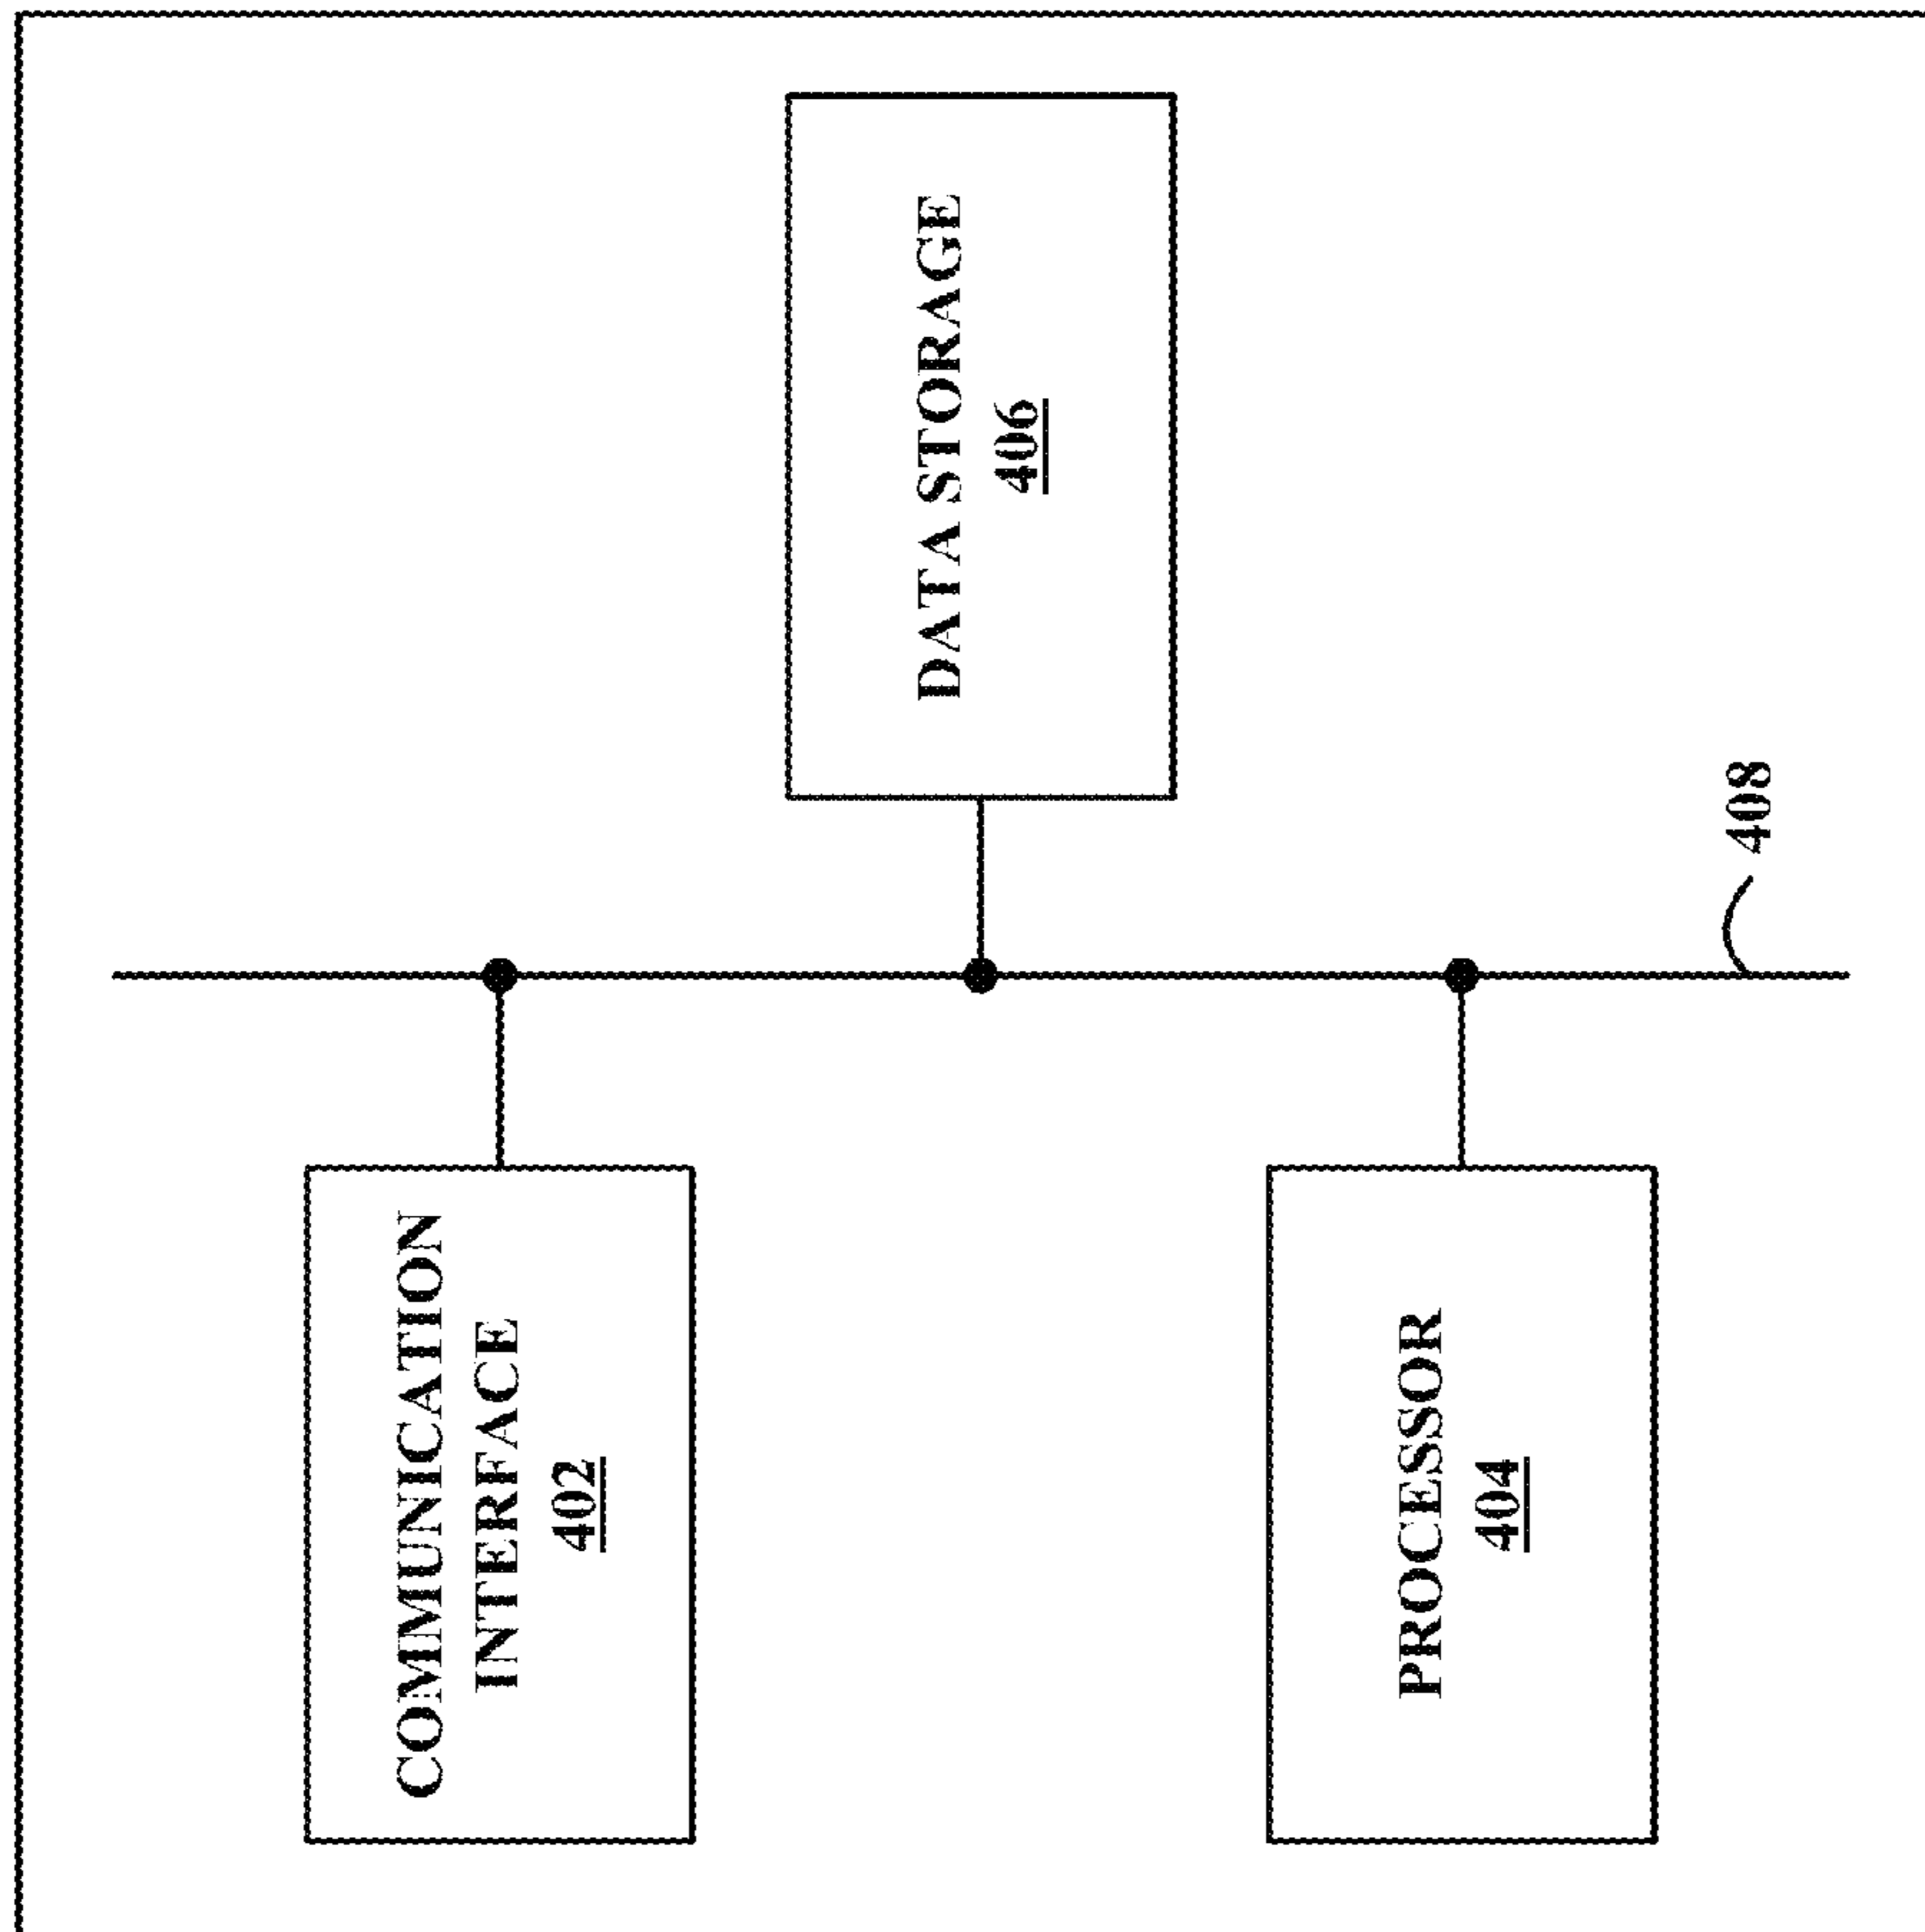 COMMUNICATION
INTERFACE
402
DATA STORAGE
406
PROCESSOR
404
408